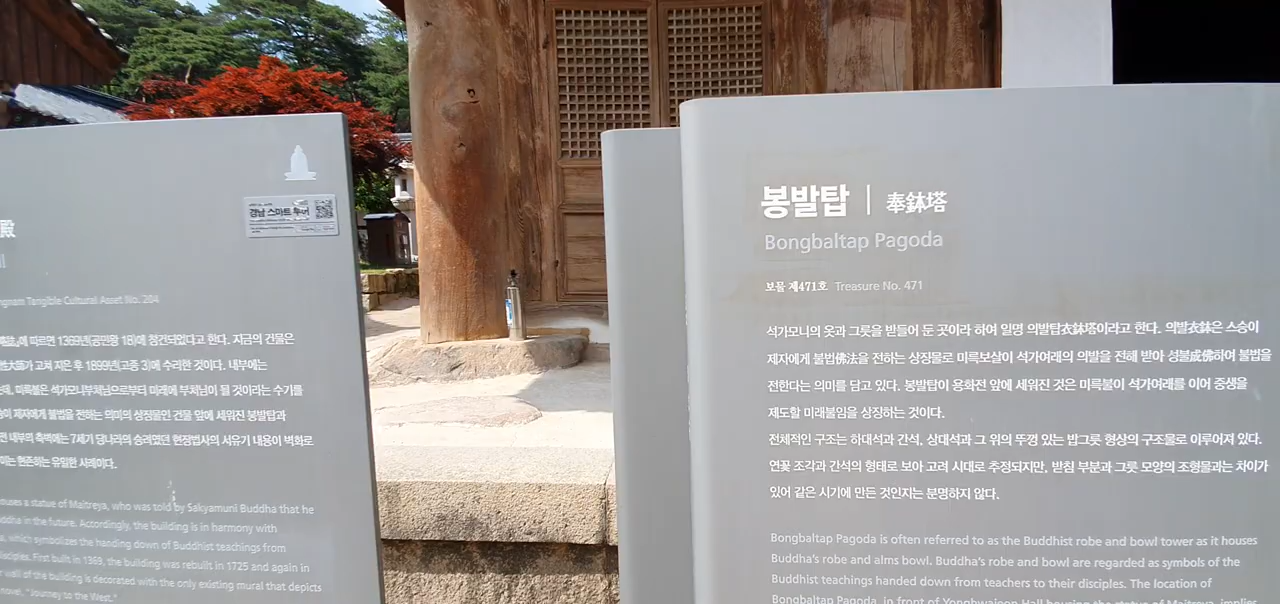 殿
경남 스마트 투어
Tangible Cultural Asset No. 204
따르면 1369년(공민왕 18)에 창건되었다고 한다. 지금의 건물은
고쳐 지은 후 1899년(고종 3)에 수리한 것이다. 내부에는
미륵불은 석가모니부처님으로부터 미래에 부처님이 될 것이라는 수기를
제자에게 불법을 전하는 의미의 상징물인 건물 앞에 세워진 봉발탑과
내부의 측벽에는 7세기 당나라의 승려였던 현장법사의 서유기 내용이 벽화로
현존하는 유일한 사례이다.
a statue of Maitreya, who was told by Sakyamuni Buddha that he
in the future. Accordingly, the building is in harmony with
which symbolizes the handing down of Buddhist teachings from
disciples. First built in 1369, the building was rebuilt in 1725 and again in
wall of the building is decorated with the only existing mural that depicts
novel, "Journey to the West."
봉발탑 | 奉鉢塔
Bongbaltap Pagoda
보물 제471호 Treasure No. 471
석가모니의 옷과 그릇을 받들어 둔 곳이라 하여 일명 의발탑衣鉢塔이라고 한다. 의발衣鉢은 스승이
제자에게 불법佛法을 전하는 상징물로 미륵보살이 석가여래의 의발을 전해 받아 성불成佛하여 불법을
전한다는 의미를 담고 있다. 봉발탑이 용화전 앞에 세워진 것은 미륵불이 석가여래를 이어 중생을
제도할 미래불임을 상징하는 것이다.
전체적인 구조는 하대석과 간석, 상대석과 그 위의 뚜껑 있는 밥그릇 형상의 구조물로 이루어져 있다.
연꽃 조각과 간석의 형태로 보아 고려 시대로 추정되지만, 받침 부분과 그릇 모양의 조형물과는 차이가
있어 같은 시기에 만든 것인지는 분명하지 않다.
Bongbaltap Pagoda is often referred to as the Buddhist robe and bowl tower as it houses
Buddha's robe and alms bowl. Buddha's robe and bowl are regarded as symbols of the
Buddhist teachings handed down from teachers to their disciples. The location of
Bongbaltap Pagoda, in front of Yonghwajeon Hall housing the statue of Maitreya, implies